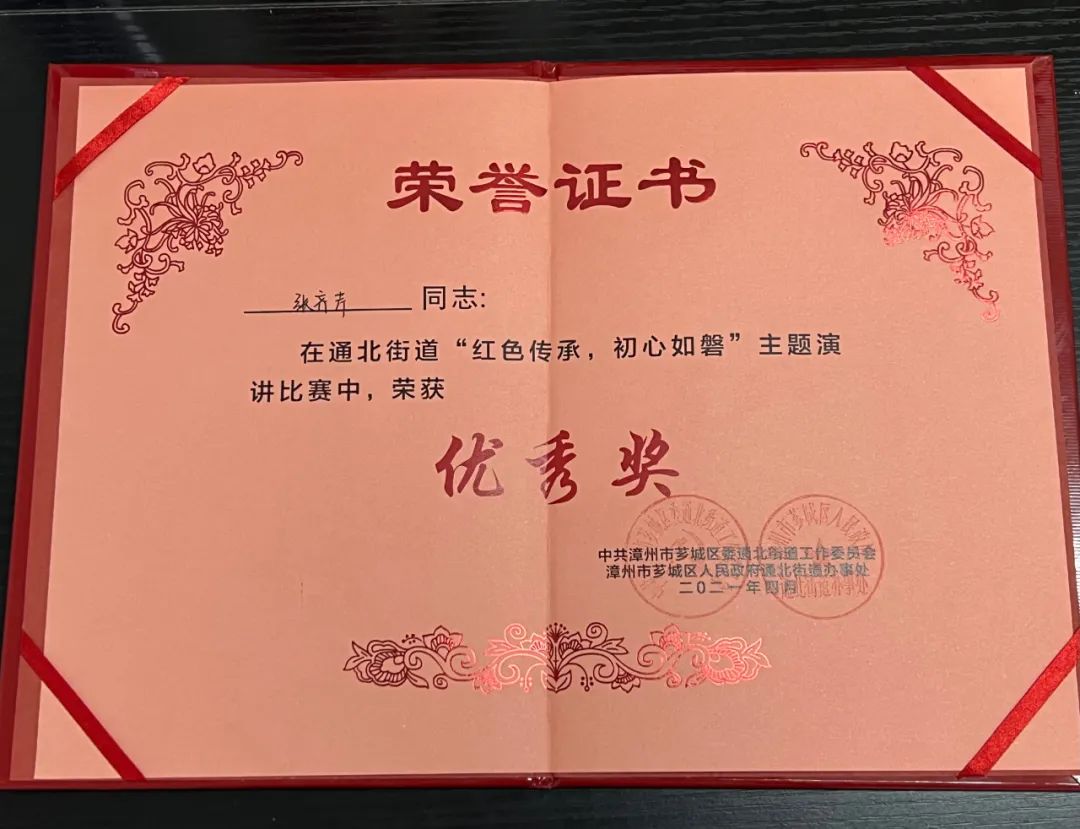 荣誉证书
张齐芹 同志:
在通北街道“红色传承，初心如磐”主题演
讲比赛中，荣获
优秀奖
中共漳州市芗城区委通北街道工作委员会
漳州市芗城区人民政府通北街道办事处
二〇二一年四月